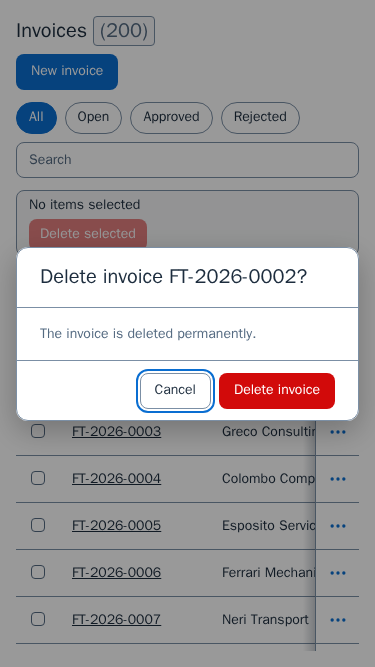 Invoices (200)
New invoice
All Open Approved Rejected
Search
No items selected
Delete selected
Delete invoice FT-2026-0002?
The invoice is deleted permanently.
Cancel Delete invoice
FT-2026-0003 Greco Consultin
FT-2026-0004 Colombo Comp
FT-2026-0005 Esposito Servic
FT-2026-0006 Ferrari Mechani
FT-2026-0007 Neri Transport